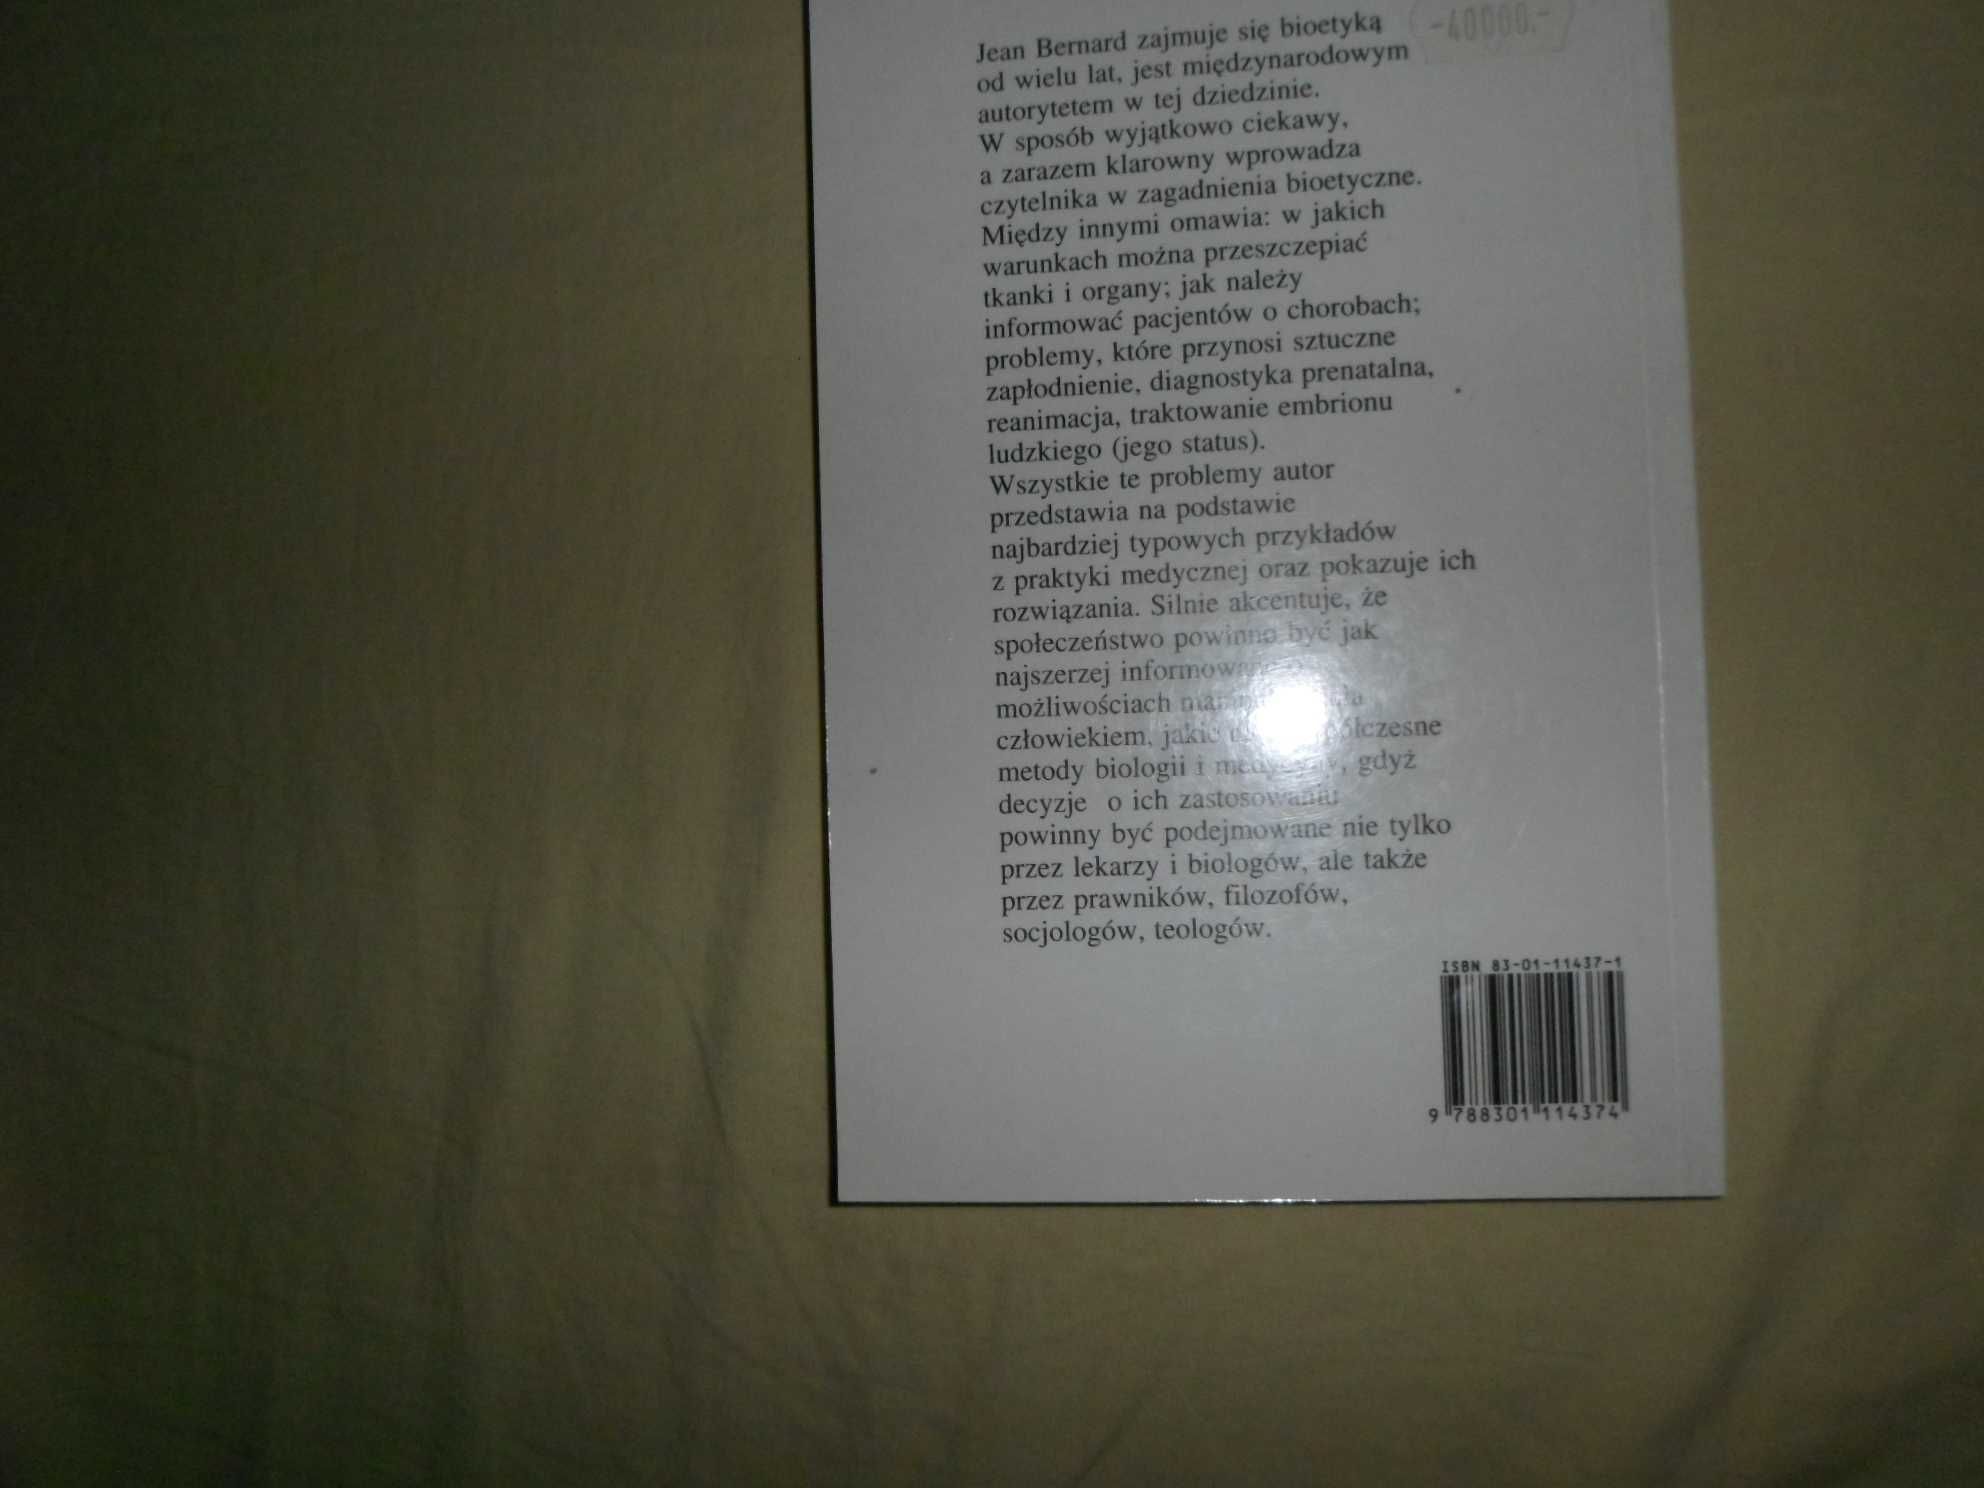 -40000.-
Jean Bernard zajmuje się bioetyką
od wielu lat, jest międzynarodowym
autorytetem w tej dziedzinie.
W sposób wyjątkowo ciekawy,
a zarazem klarowny wprowadza
czytelnika w zagadnienia bioetyczne.
Między innymi omawia: w jakich
warunkach można przeszczepiać
tkanki i organy; jak należy
informować pacjentów o chorobach;
problemy, które przynosi sztuczne
zapłodnienie, diagnostyka prenatalna,
reanimacja, traktowanie embrionu
ludzkiego (jego status).
Wszystkie te problemy autor
przedstawia na podstawie
najbardziej typowych przykładów
z praktyki medycznej oraz pokazuje ich
rozwiązania. Silnie akcentuje, że
społeczeństwo powinno być jak
najszerzej
możliwościach
człowiekiem, jakie
metody biologii i medycyny, gdyż
decyzje o ich zastosowaniu
powinny być podejmowane nie tylko
przez lekarzy i biologów, ale także
przez prawników, filozofów,
socjologów, teologów.
ISBN 83-01-11437-1
9 788301 114374